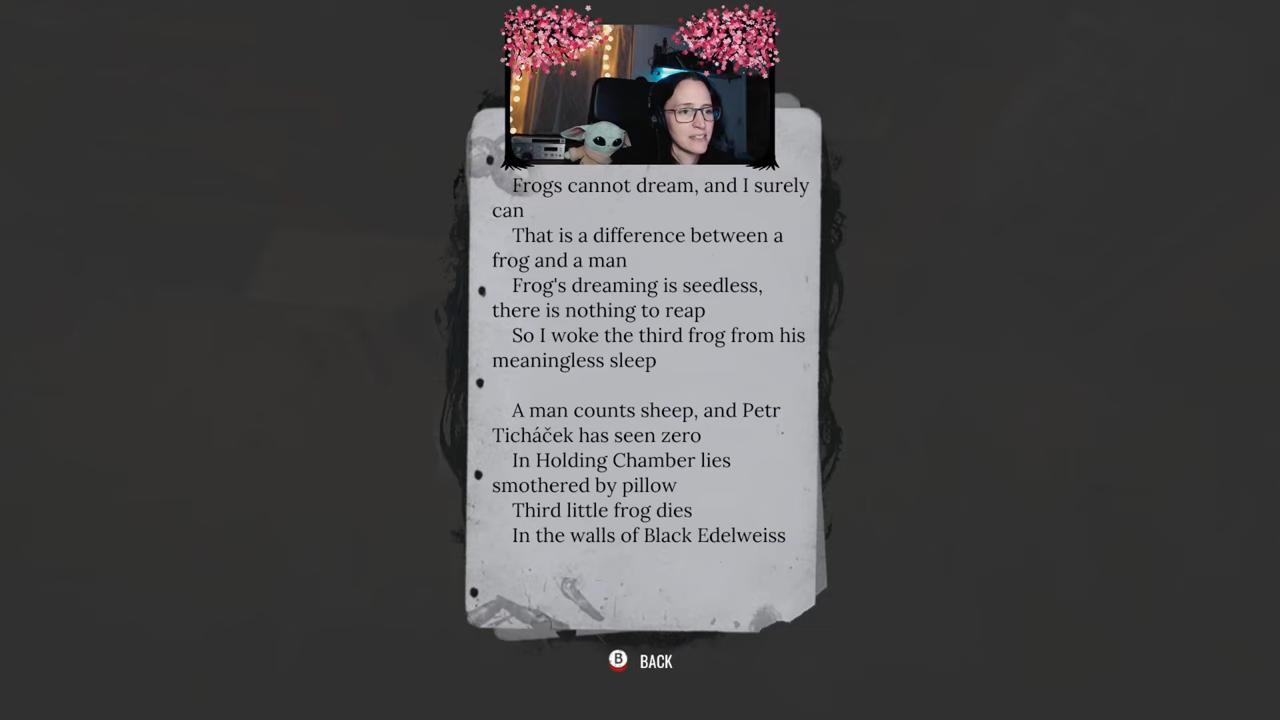 Frogs cannot dream, and I surely
can
That is a difference between a
frog and a man
Frog's dreaming is seedless,
there is nothing to reap
So I woke the third frog from his
meaningless sleep
A man counts sheep, and Petr
Ticháček has seen zero
In Holding Chamber lies
smothered by pillow
Third little frog dies
In the walls of Black Edelweiss
B BACK